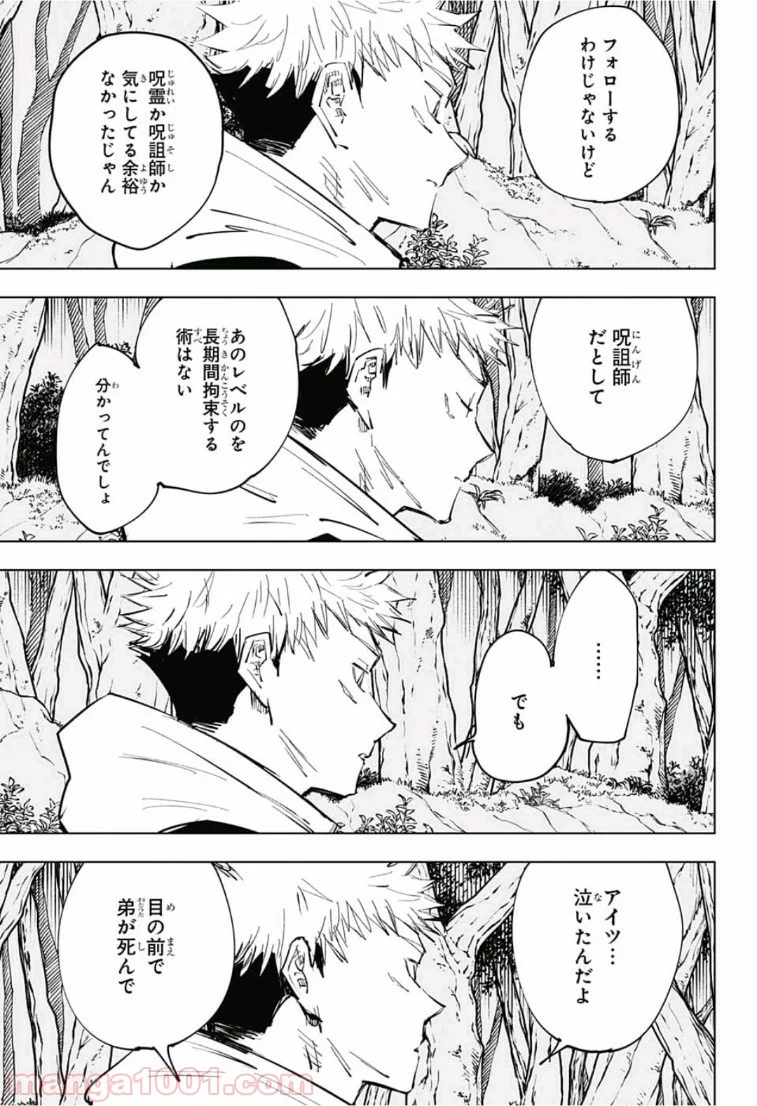 フォローする
わけじゃないけど
呪霊か呪詛師か
気にしてる余裕
なかったじゃん
呪詛師
だとして
あのレベルのを
長期間拘束する
術はない
分かってんでしょ
……
でも
アイツ…
泣いたんだよ
目の前で
弟が死んで
manga1001.com